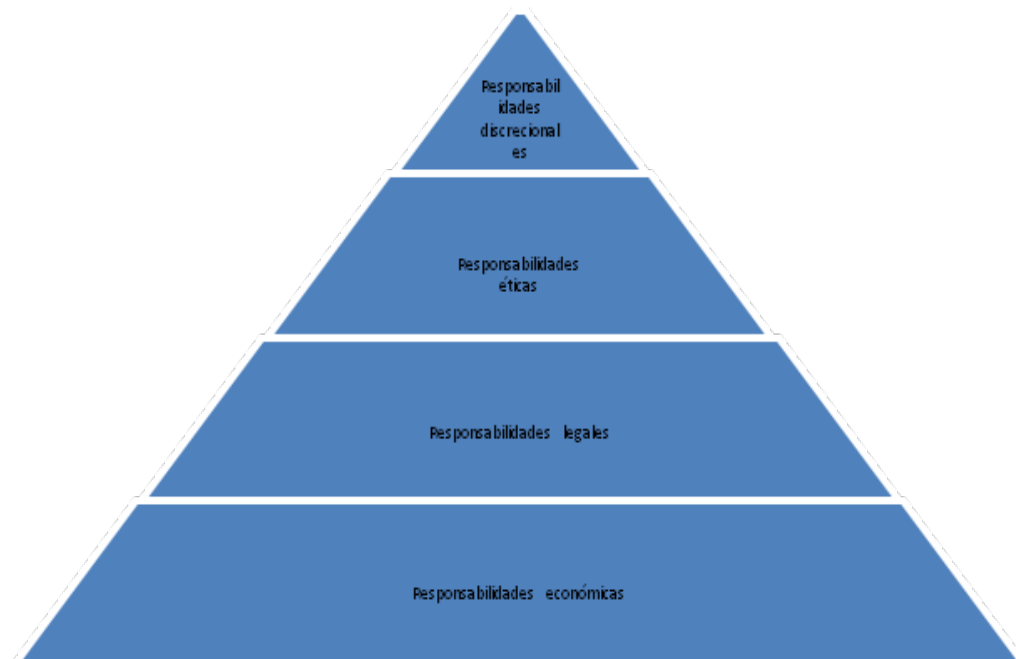 Responsabil
idades
discrecional
es
Responsabilidades
éticas
Responsabilidades legales
Responsabilidades económicas